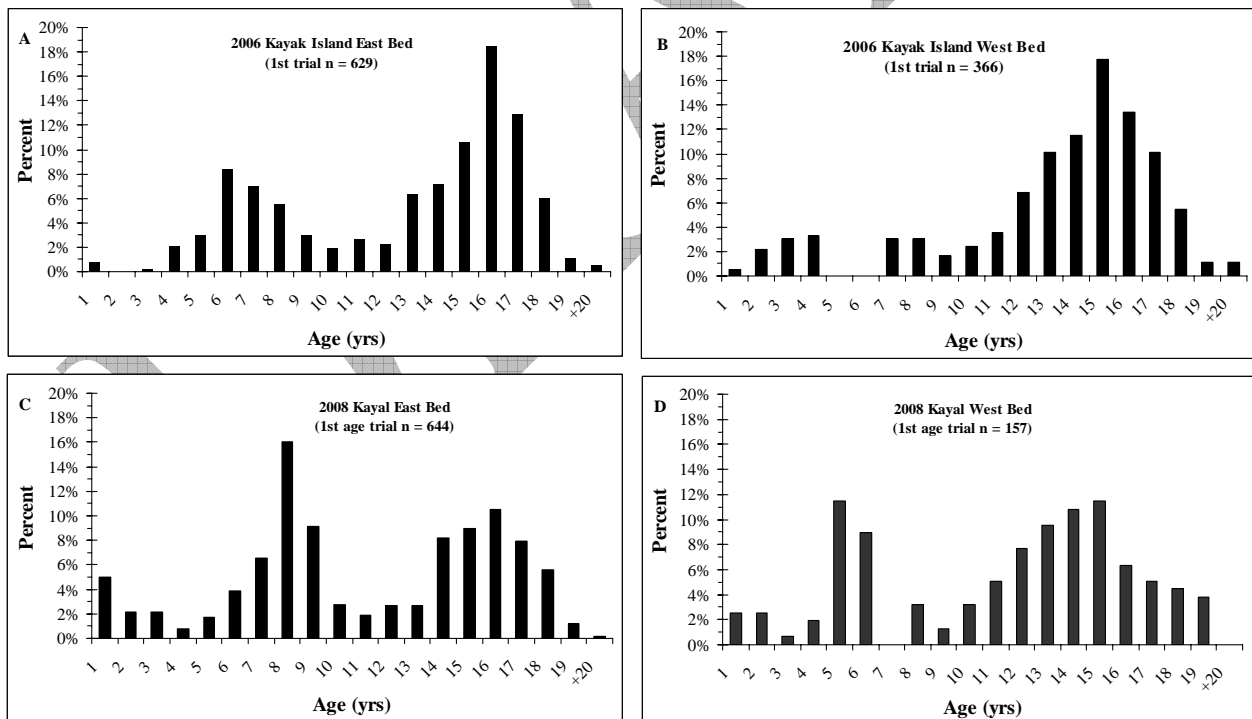 A
2006 Kayak Island East Bed
(1st trial n = 629)
Percent
20%
18%
16%
14%
12%
10%
8%
6%
4%
2%
0%
1 2 3 4 5 6 7 8 9 10 11 12 13 14 15 16 17 18 19 +20
Age (yrs)
B
2006 Kayak Island West Bed
(1st trial n = 366)
Percent
20%
18%
16%
14%
12%
10%
8%
6%
4%
2%
0%
1 2 3 4 5 6 7 8 9 10 11 12 13 14 15 16 17 18 19 +20
Age (yrs)
C
2008 Kayal East Bed
(1st age trial n = 644)
Percent
20%
18%
16%
14%
12%
10%
8%
6%
4%
2%
0%
1 2 3 4 5 6 7 8 9 10 11 12 13 14 15 16 17 18 19 +20
Age (yrs)
D
2008 Kayal West Bed
(1st age trial n = 157)
Percent
20%
18%
16%
14%
12%
10%
8%
6%
4%
2%
0%
1 2 3 4 5 6 7 8 9 10 11 12 13 14 15 16 17 18 19 +20
Age (yrs)